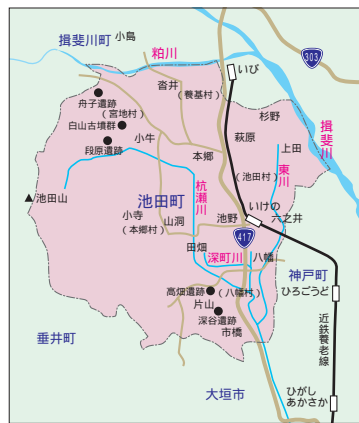 揖斐川町
小島
粕川
303
沓井
(養基村)
いび
舟子遺跡
(宮地村)
白山古墳群
段原遺跡
小牛
杉野
萩原
上田
揖斐川
本郷
東川
(池田村)
池田山
池田町
杭瀬川
小寺
(本郷村)
山洞
池野
いけの
六之井
田畑
417
深町川
八幡
神戸町
ひろごうど
高畑遺跡
(八幡村)
片山
深谷遺跡
市橋
垂井町
近鉄養老線
大垣市
ひがし
あかさか